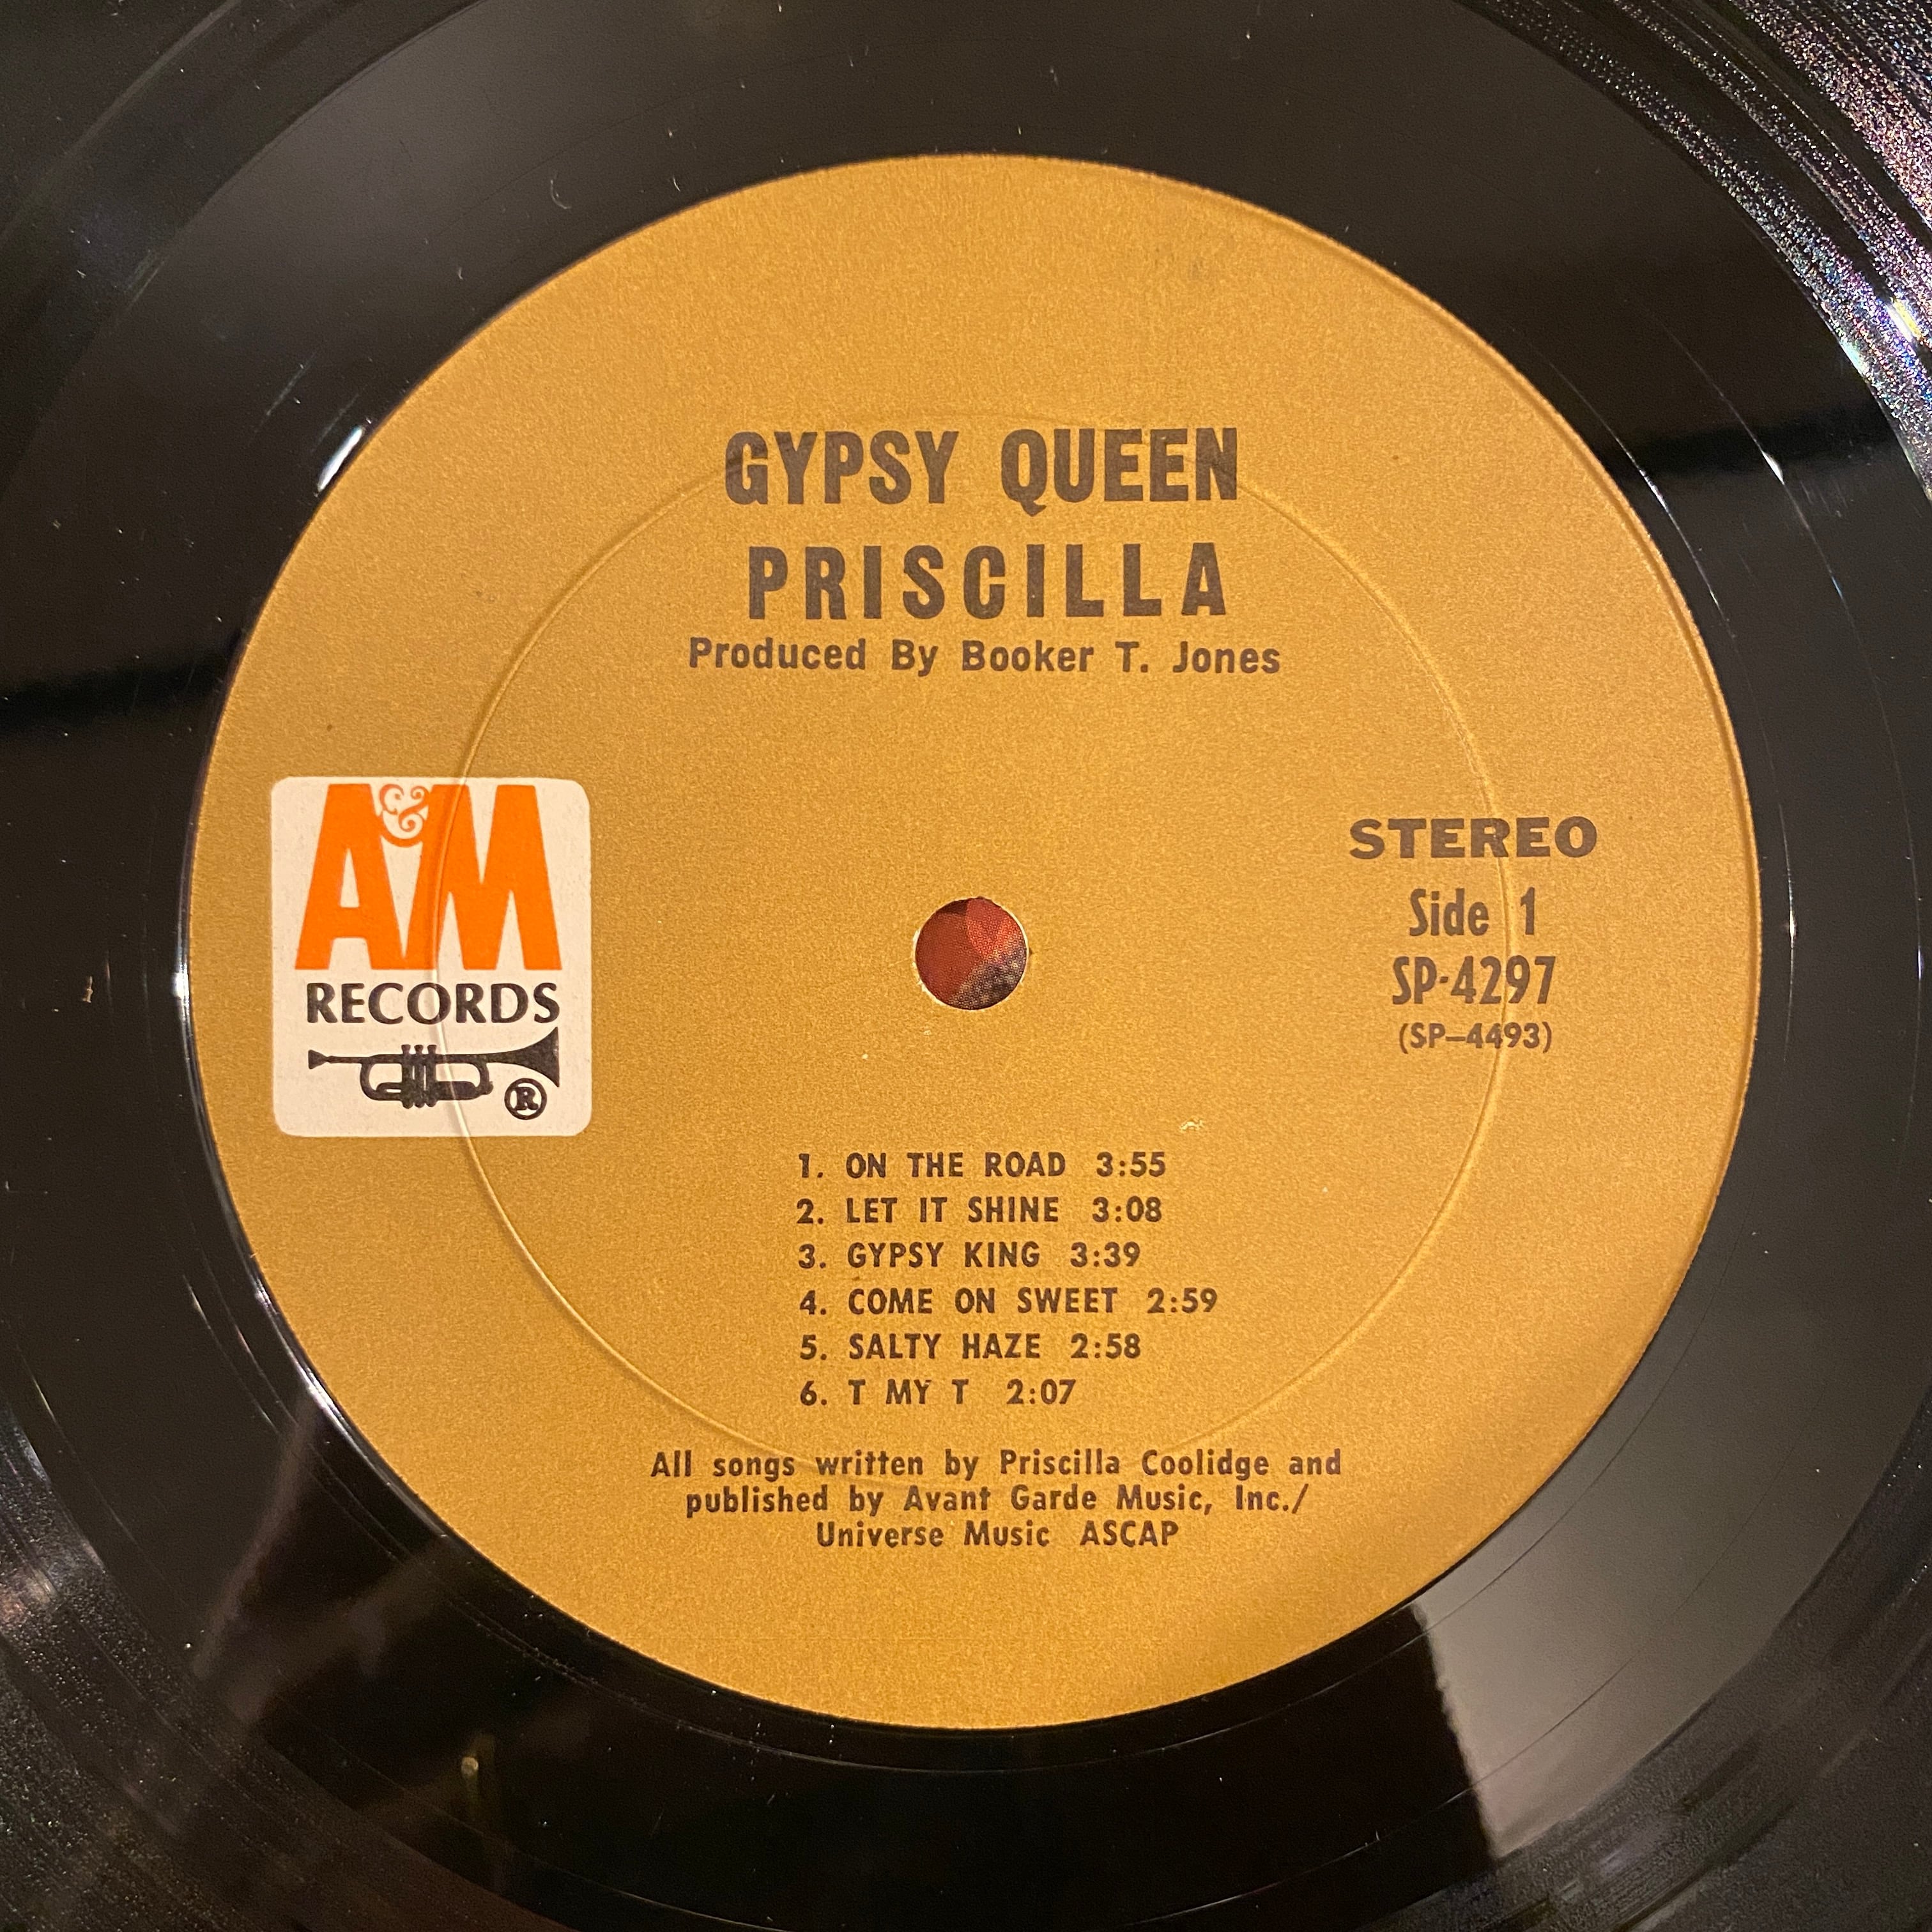 GYPSY QUEEN
PRISCILLA
Produced By Booker T. Jones
A&M
RECORDS
®
STEREO
Side 1
SP-4297
(SP-4493)
1. ON THE ROAD 3:55
2. LET IT SHINE 3:08
3. GYPSY KING 3:39
4. COME ON SWEET 2:59
5. SALTY HAZE 2:58
6. T MY T 2:07
All songs written by Priscilla Coolidge and
published by Avant Garde Music, Inc./
Universe Music ASCAP